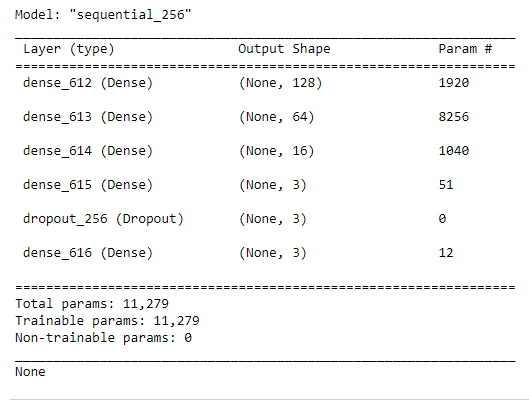 Model: "sequential_256"
_________________________________________________________________
Layer (type) Output Shape Param #
=================================================================
dense_612 (Dense) (None, 128) 1920
dense_613 (Dense) (None, 64) 8256
dense_614 (Dense) (None, 16) 1040
dense_615 (Dense) (None, 3) 51
dropout_256 (Dropout) (None, 3) 0
dense_616 (Dense) (None, 3) 12
=================================================================
Total params: 11,279
Trainable params: 11,279
Non-trainable params: 0
_________________________________________________________________
None